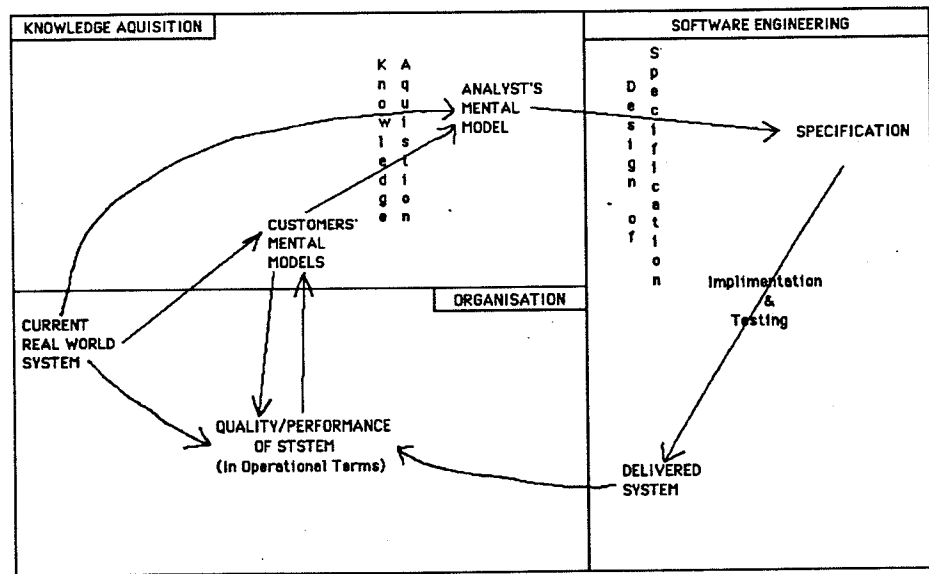 KNOWLEDGE AQUISITION
SOFTWARE ENGINEERING
Knowledge
Aquistion
ANALYST'S
MENTAL
MODEL
Design of
Specification
SPECIFICATION
CUSTOMERS'
MENTAL
MODELS
Implimentation
&
Testing
ORGANISATION
CURRENT
REAL WORLD
SYSTEM
QUALITY/PERFORMANCE
OF STSTEM
(In Operational Terms)
DELIVERED
SYSTEM